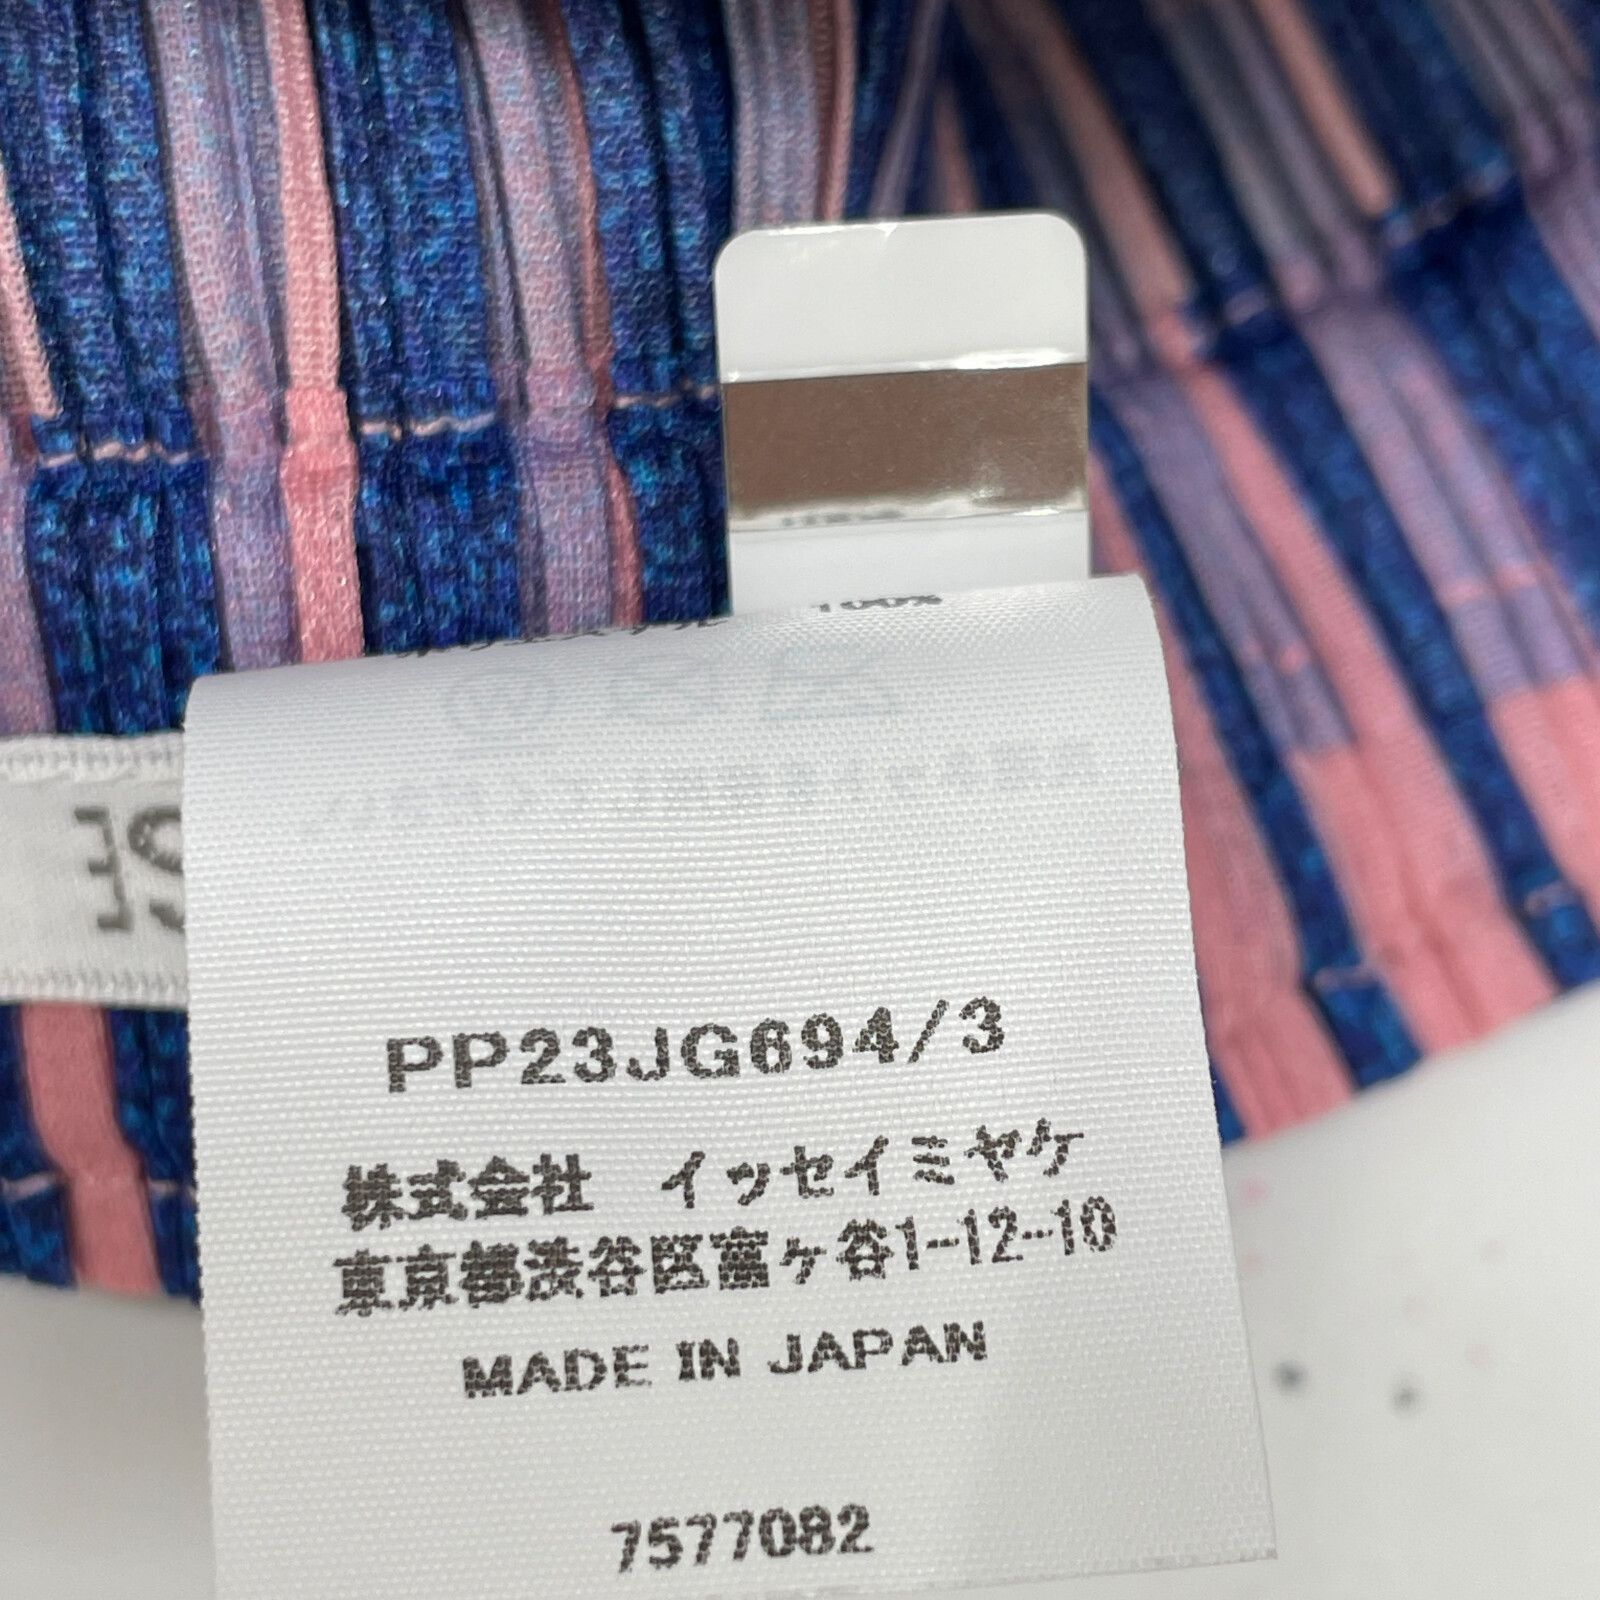 100%
PP23JG694/3
株式会社 イッセイミヤケ
東京都渋谷区富ヶ谷1-12-10
MADE IN JAPAN
7577082